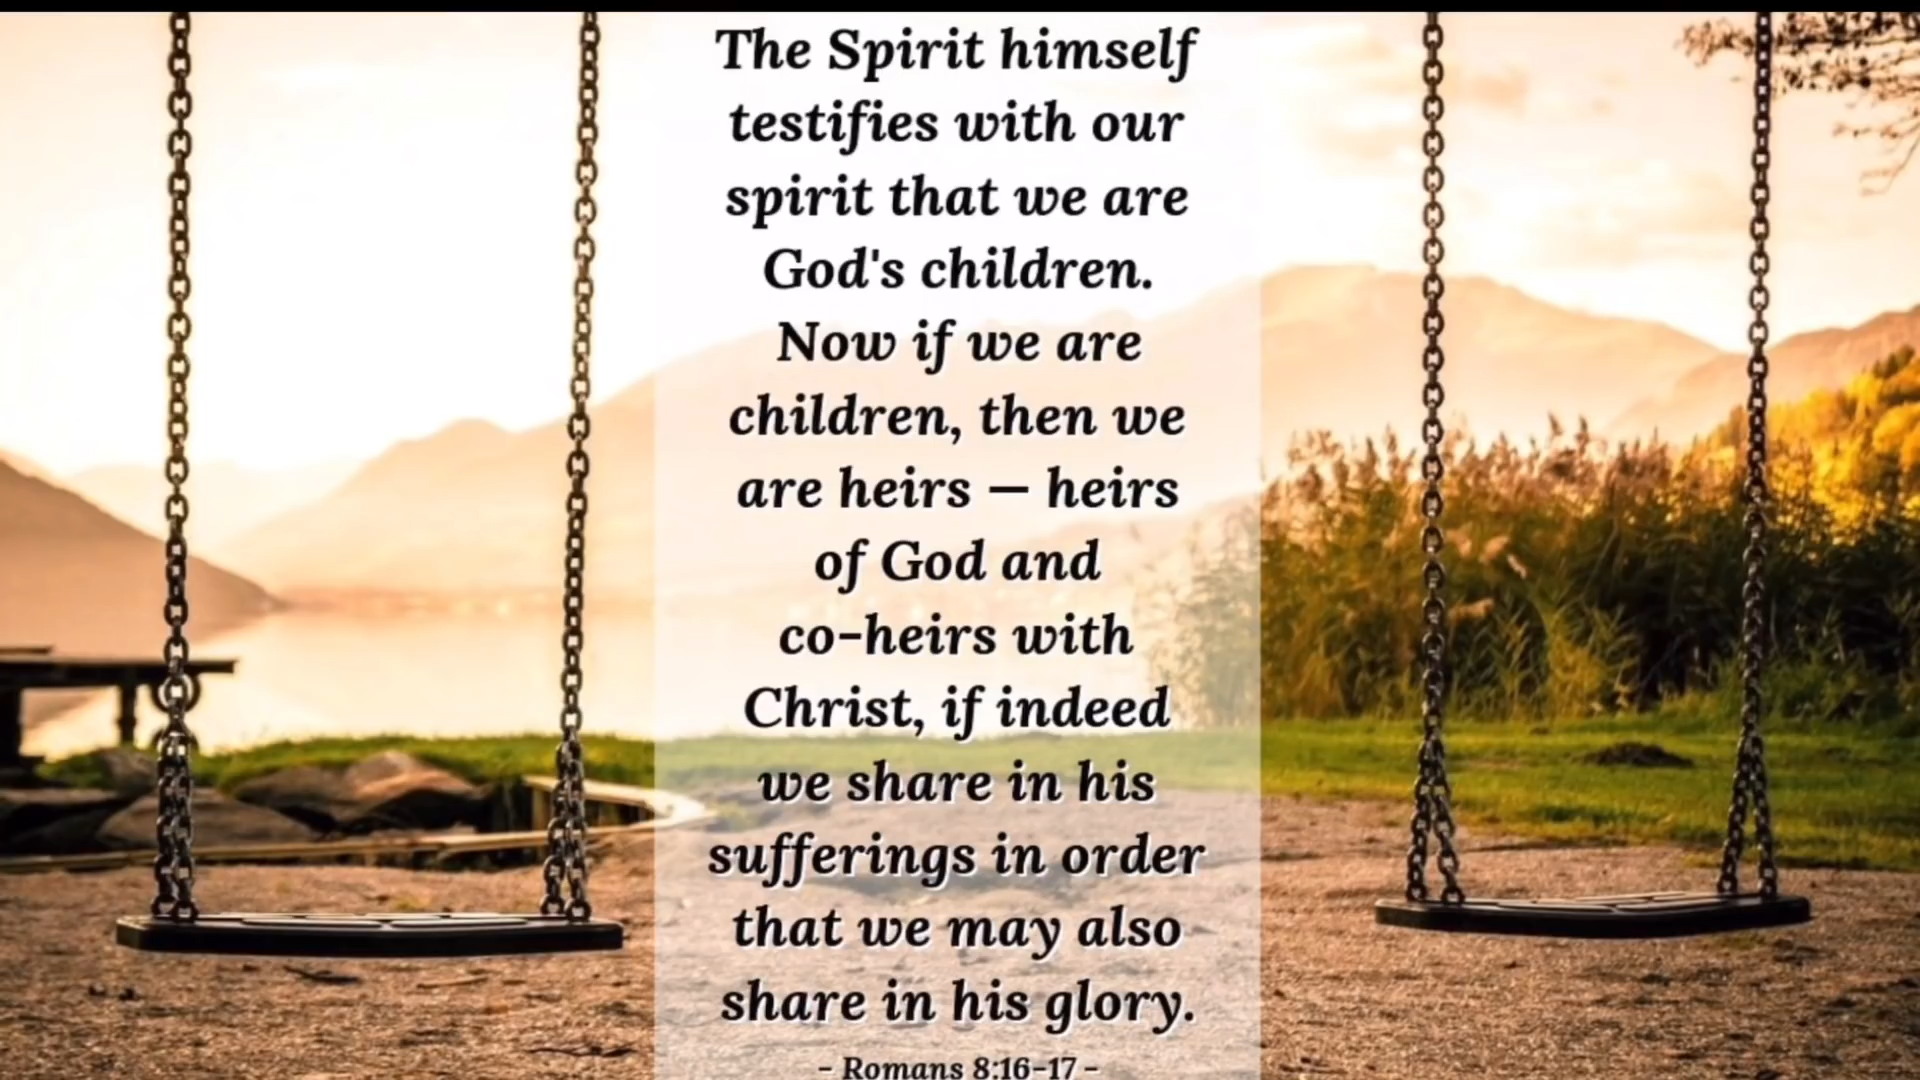 The Spirit himself
testifies with our
spirit that we are
God's children.
Now if we are
children, then we
are heirs — heirs
of God and
co-heirs with
Christ, if indeed
we share in his
sufferings in order
that we may also
share in his glory.
- Romans 8:16-17 -